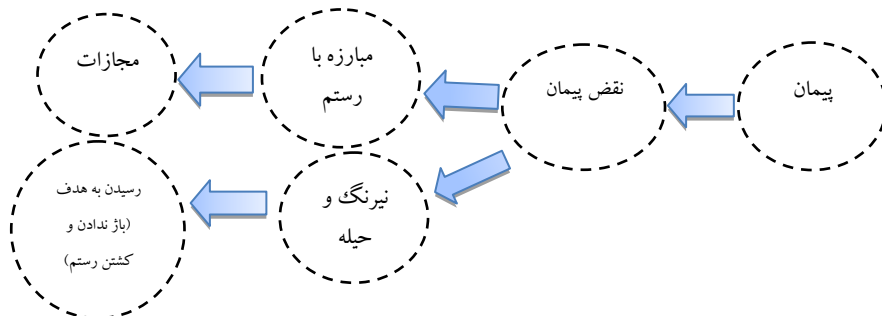 پیمان
نقض پیمان
مبارزه با
رستم
مجازات
نیرنگ و
حیله
رسیدن به هدف
(باژ ندادن و
کشتن رستم)